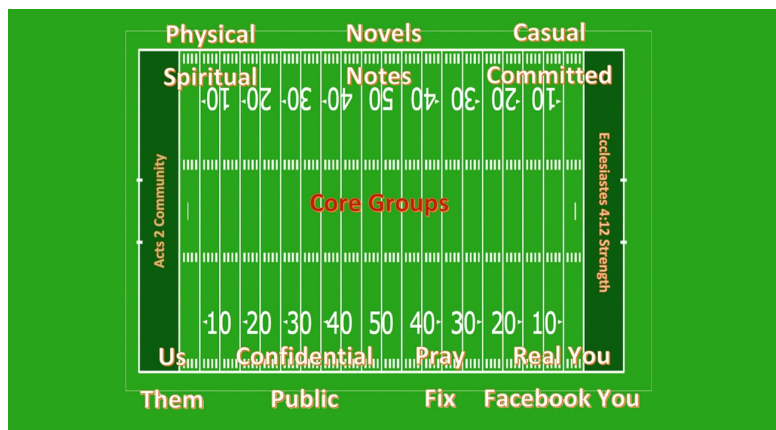 Physical Novels Casual
Spiritual Notes Committed
10 20 30 40 50 40 30 20 10
Acts 2 Community
Core Groups
Ecclesiastes 4:12 Strength
10 20 30 40 50 40 30 20 10
Us Confidential Pray Real You
Them Public Fix Facebook You